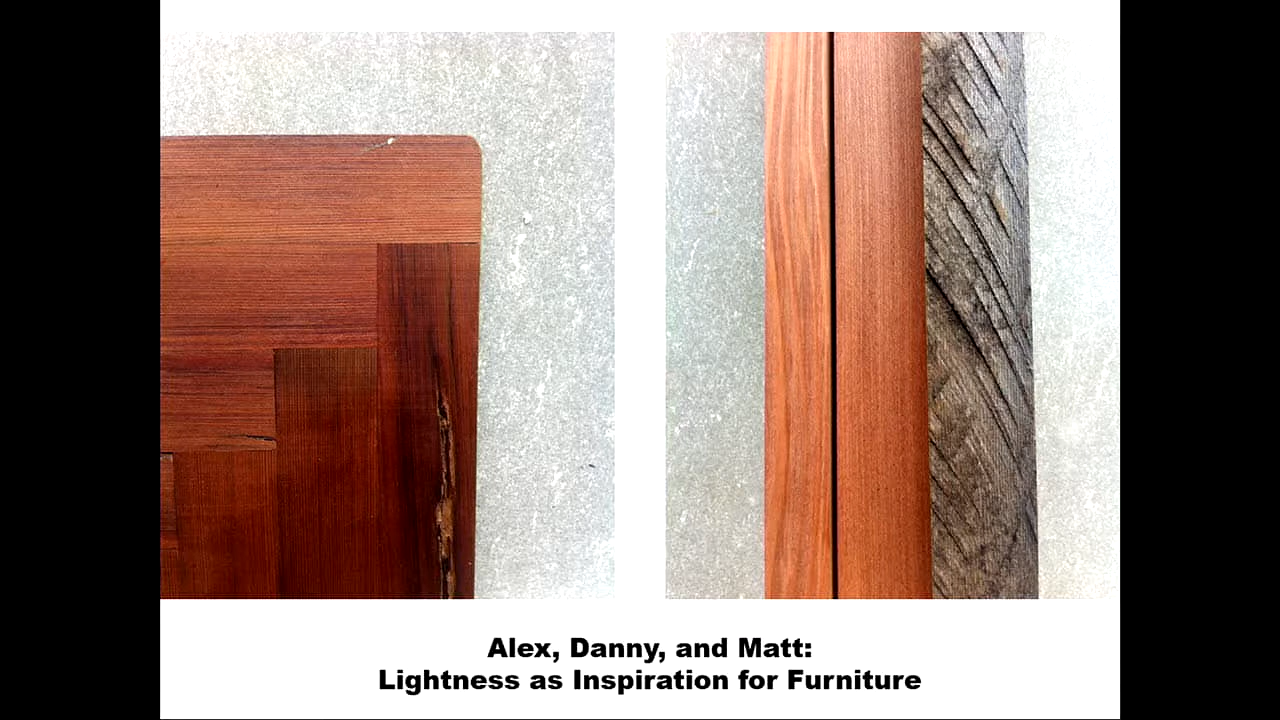 Alex, Danny, and Matt:
Lightness as Inspiration for Furniture